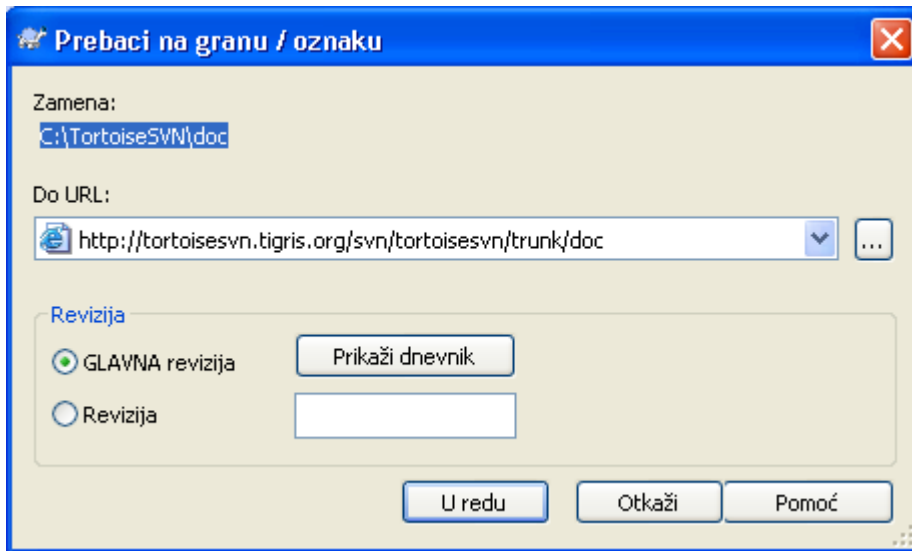 Prebaci na granu / oznaku
Zamena:
C:\TortoiseSVN\doc
Do URL:
http://tortoisesvn.tigris.org/svn/tortoisesvn/trunk/doc
...
Revizija
GLAVNA revizija
Prikaži dnevnik
Revizija
U redu Otkaži Pomoć